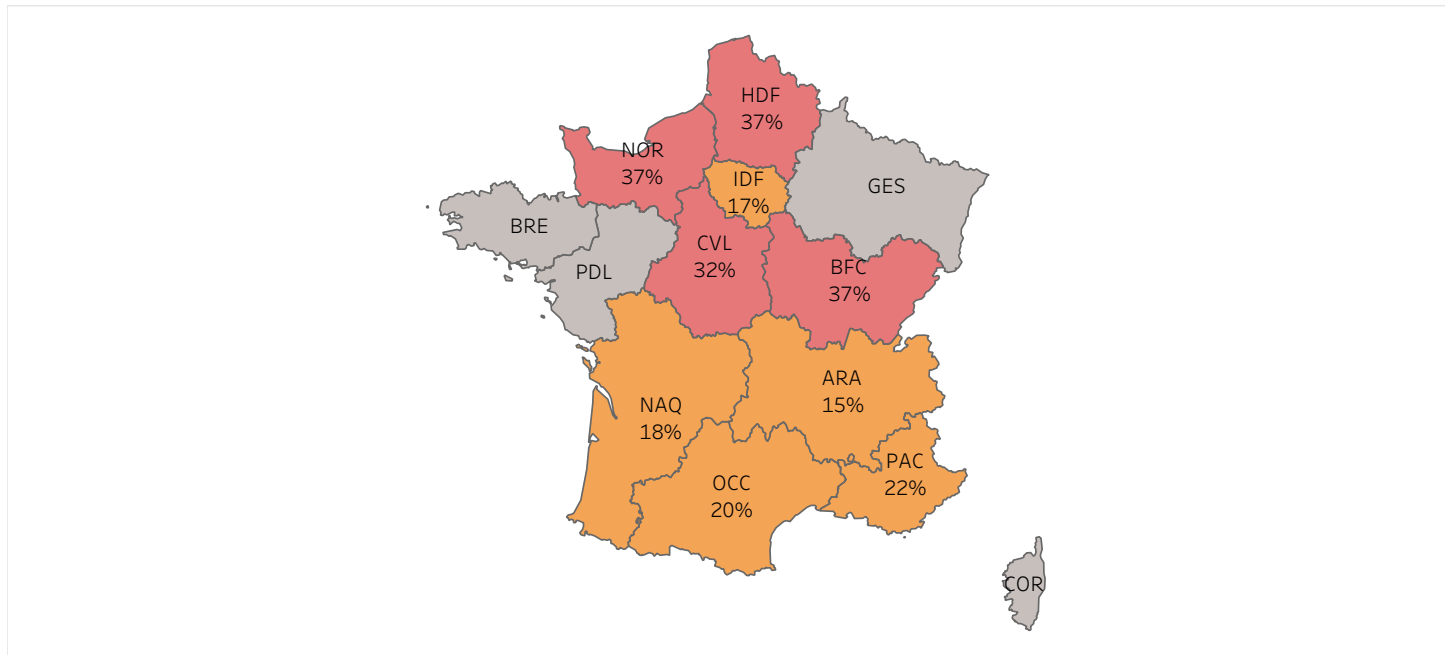 HDF
37%
NOR
37%
IDF
17%
GES
BRE
CVL
32%
PDL
BFC
37%
ARA
15%
NAQ
18%
PAC
22%
OCC
20%
COR